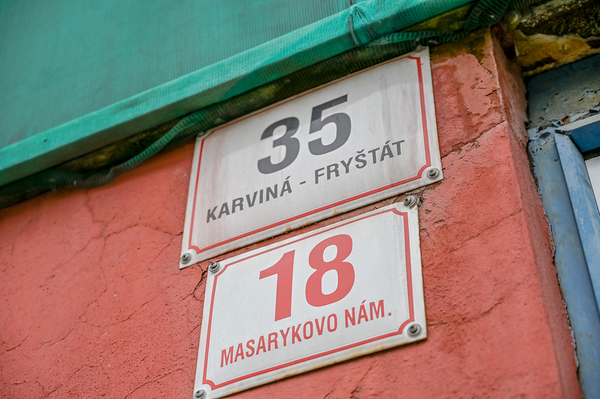 35
KARVINÁ - FRYŠTÁT
18
MASARYKOVO NÁM.